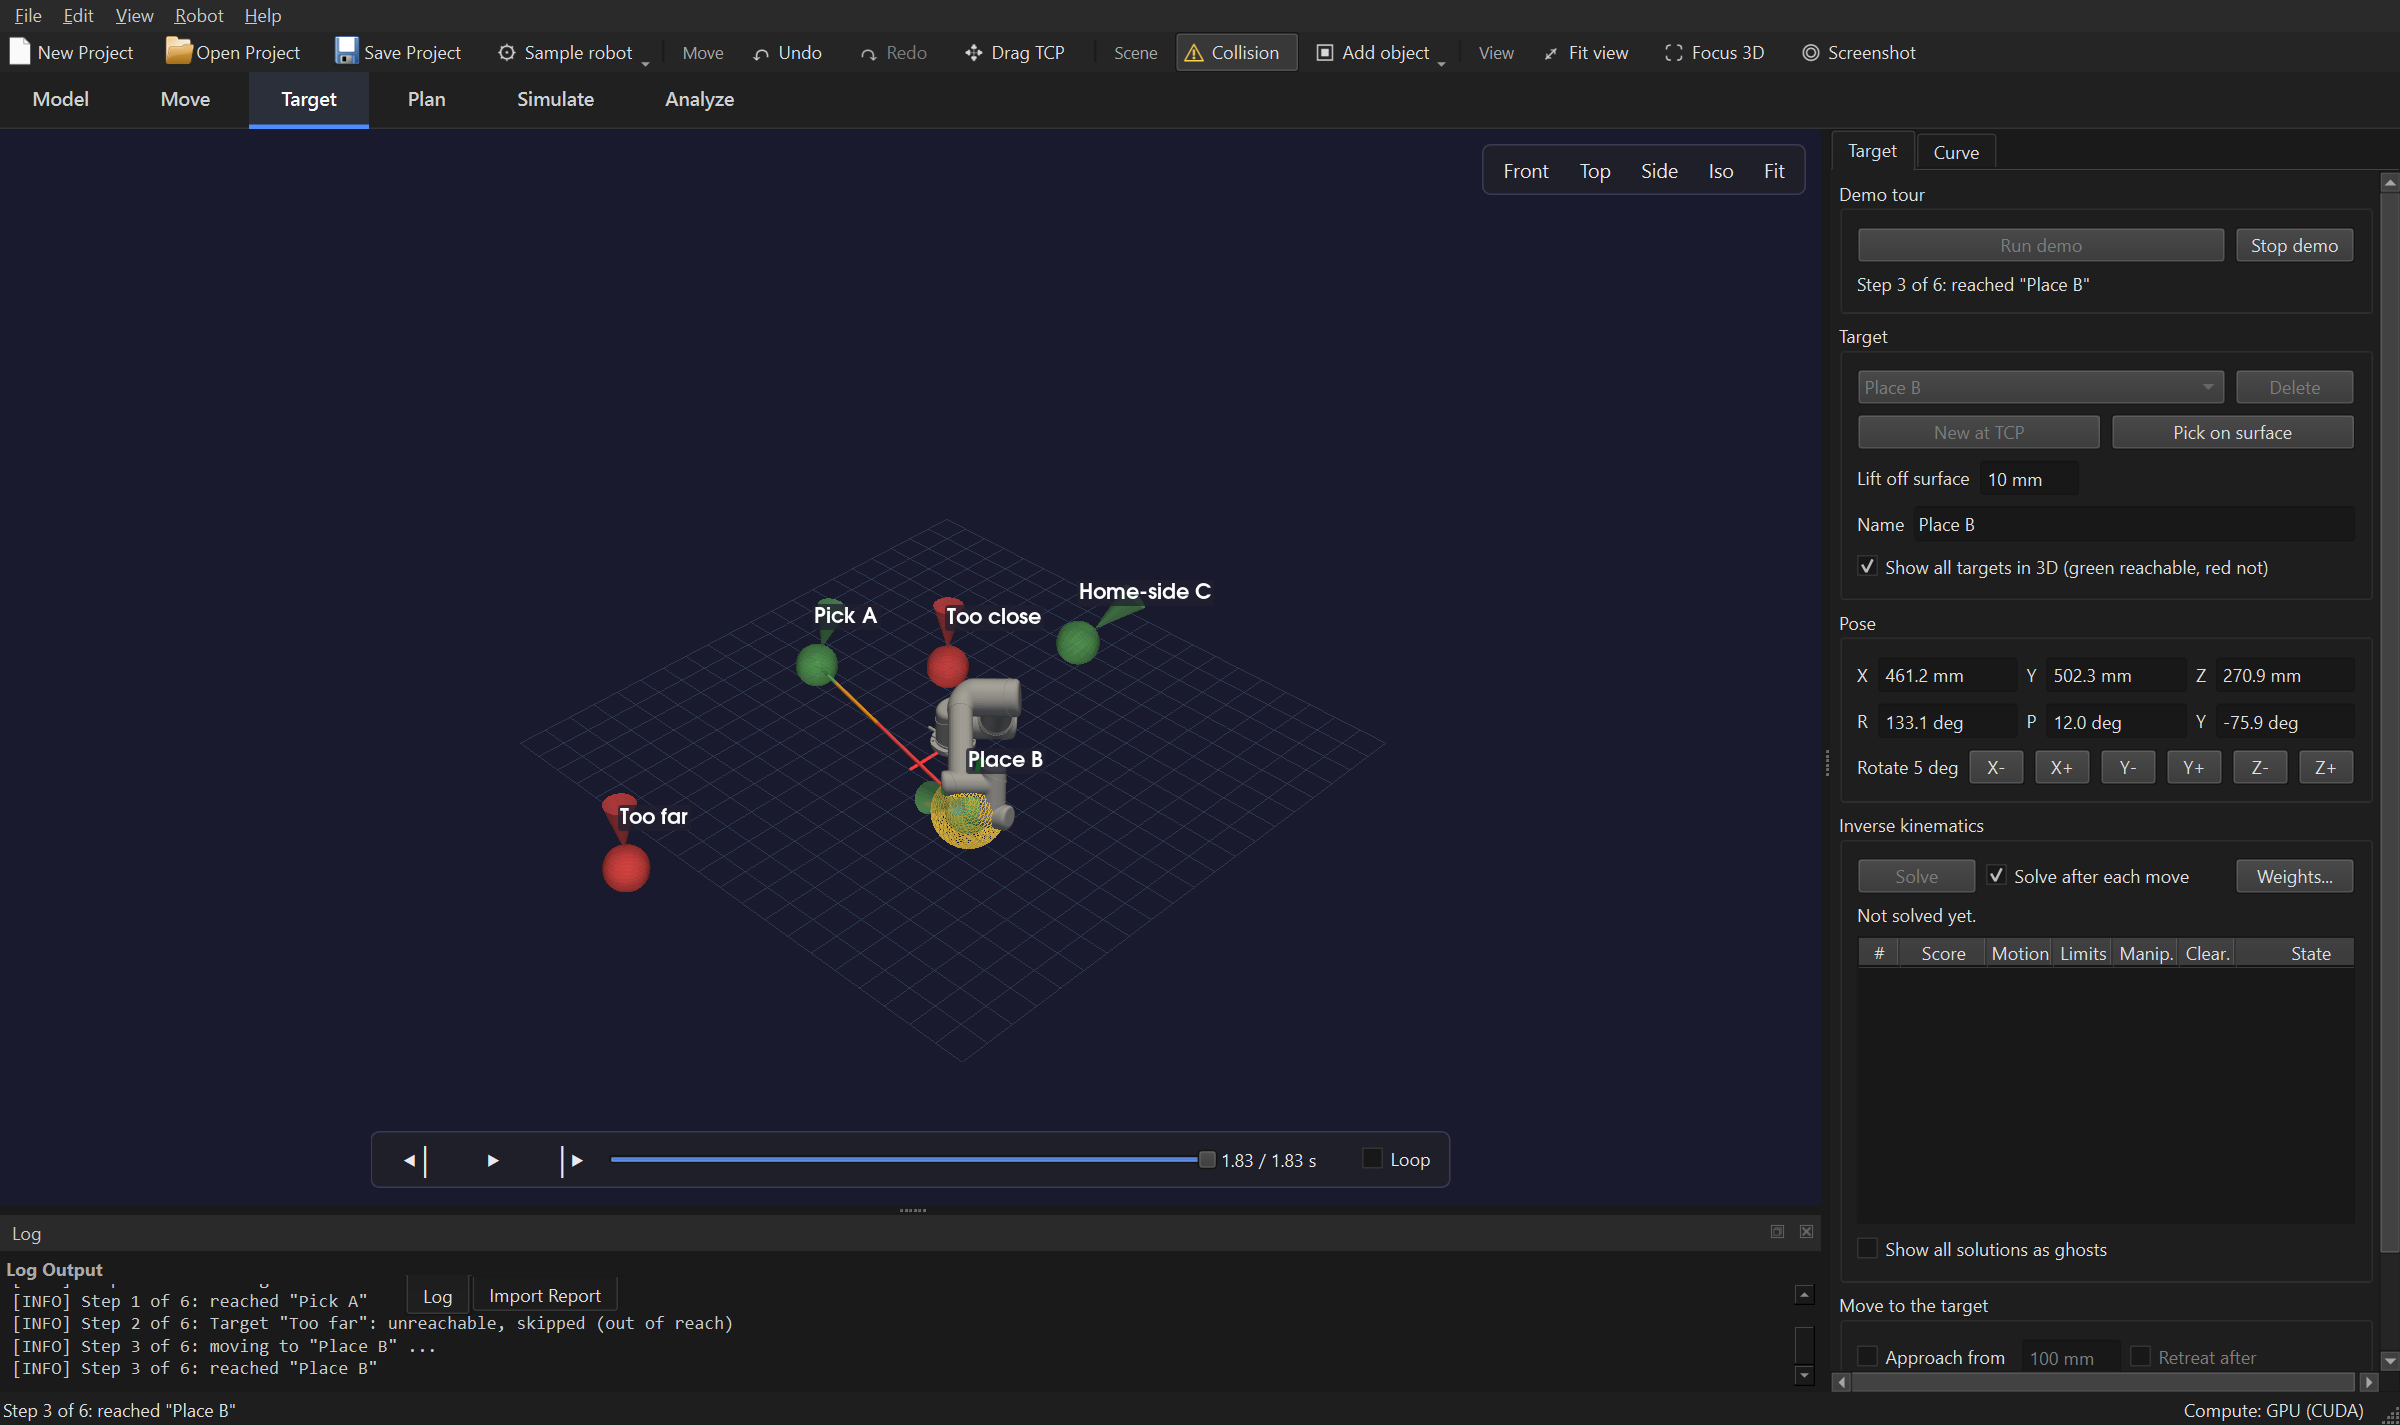 File Edit View Robot Help
New Project Open Project Save Project Sample robot Move Undo Redo Drag TCP Scene Collision Add object View Fit view Focus 3D Screenshot
Model Move Target Plan Simulate Analyze
Front Top Side Iso Fit
Pick A
Too close
Home-side C
Place B
Too far
1.83 / 1.83 s Loop
Target Curve
Demo tour
Run demo Stop demo
Step 3 of 6: reached "Place B"
Target
Place B Delete
New at TCP Pick on surface
Lift off surface 10 mm
Name Place B
Show all targets in 3D (green reachable, red not)
Pose
X 461.2 mm Y 502.3 mm Z 270.9 mm
R 133.1 deg P 12.0 deg Y -75.9 deg
Rotate 5 deg X- X+ Y- Y+ Z- Z+
Inverse kinematics
Solve Solve after each move Weights...
Not solved yet.
# Score Motion Limits Manip. Clear. State
Show all solutions as ghosts
Move to the target
Approach from 100 mm Retreat after
Log
Log Output
Log Import Report
[INFO] Step 1 of 6: reached "Pick A"
[INFO] Step 2 of 6: Target "Too far": unreachable, skipped (out of reach)
[INFO] Step 3 of 6: moving to "Place B" ...
[INFO] Step 3 of 6: reached "Place B"
Step 3 of 6: reached "Place B" Compute: GPU (CUDA)